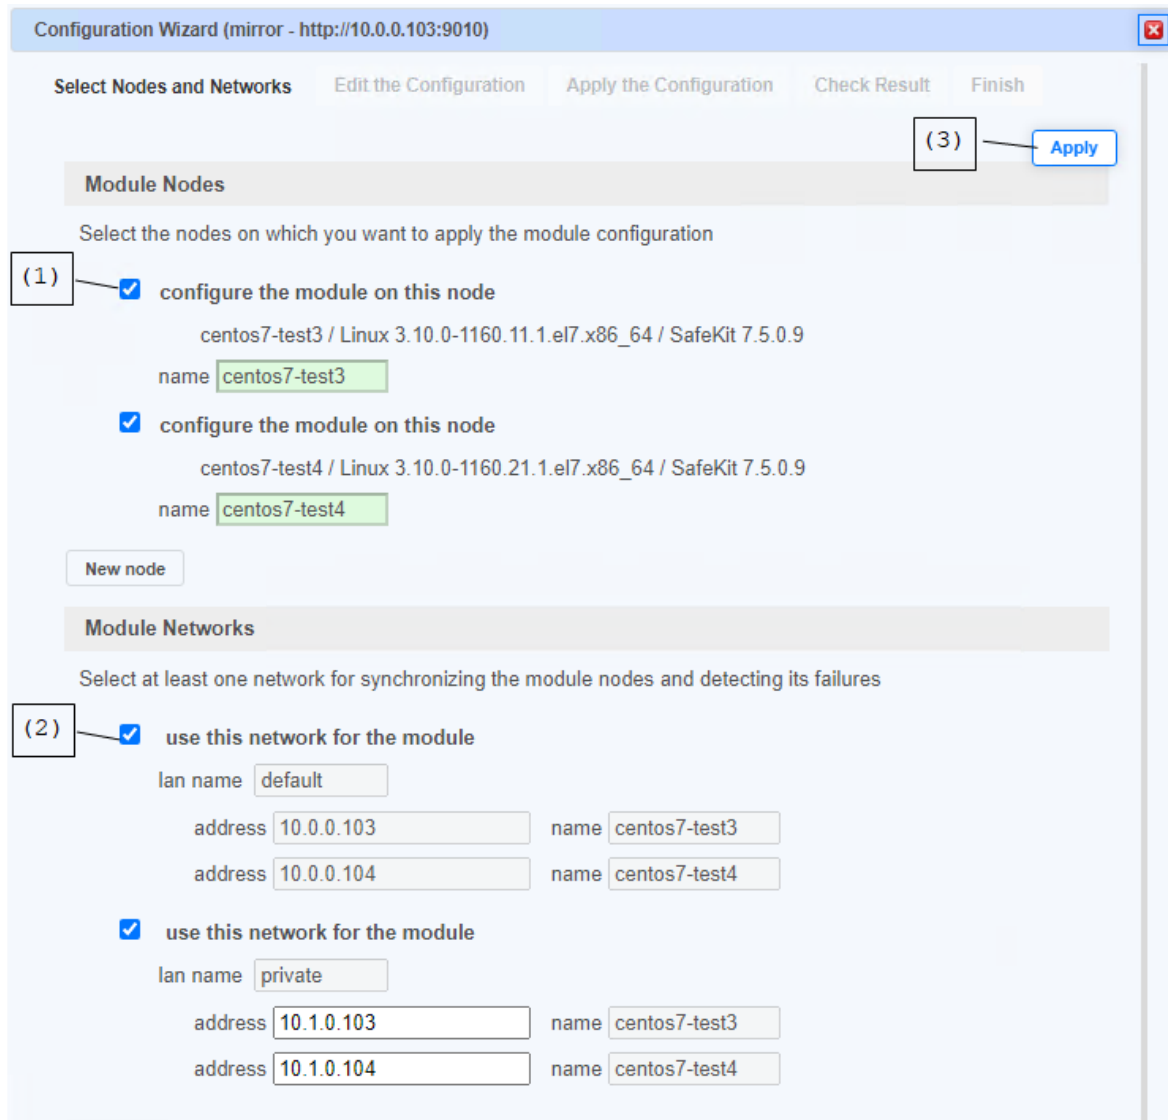 Configuration Wizard (mirror - http://10.0.0.103:9010)
Select Nodes and Networks Edit the Configuration Apply the Configuration Check Result Finish
(3) Apply
Module Nodes
Select the nodes on which you want to apply the module configuration
(1) configure the module on this node
centos7-test3 / Linux 3.10.0-1160.11.1.el7.x86_64 / SafeKit 7.5.0.9
name centos7-test3
configure the module on this node
centos7-test4 / Linux 3.10.0-1160.21.1.el7.x86_64 / SafeKit 7.5.0.9
name centos7-test4
New node
Module Networks
Select at least one network for synchronizing the module nodes and detecting its failures
(2) use this network for the module
lan name default
address 10.0.0.103 name centos7-test3
address 10.0.0.104 name centos7-test4
use this network for the module
lan name private
address 10.1.0.103 name centos7-test3
address 10.1.0.104 name centos7-test4